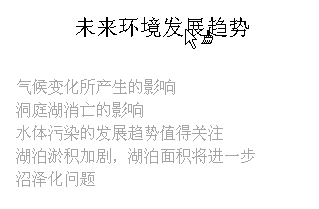 未来环境发展趋势
气候变化所产生的影响
洞庭湖消亡的影响
水体污染的发展趋势值得关注
湖泊淤积加剧，湖泊面积将进一步
沼泽化问题